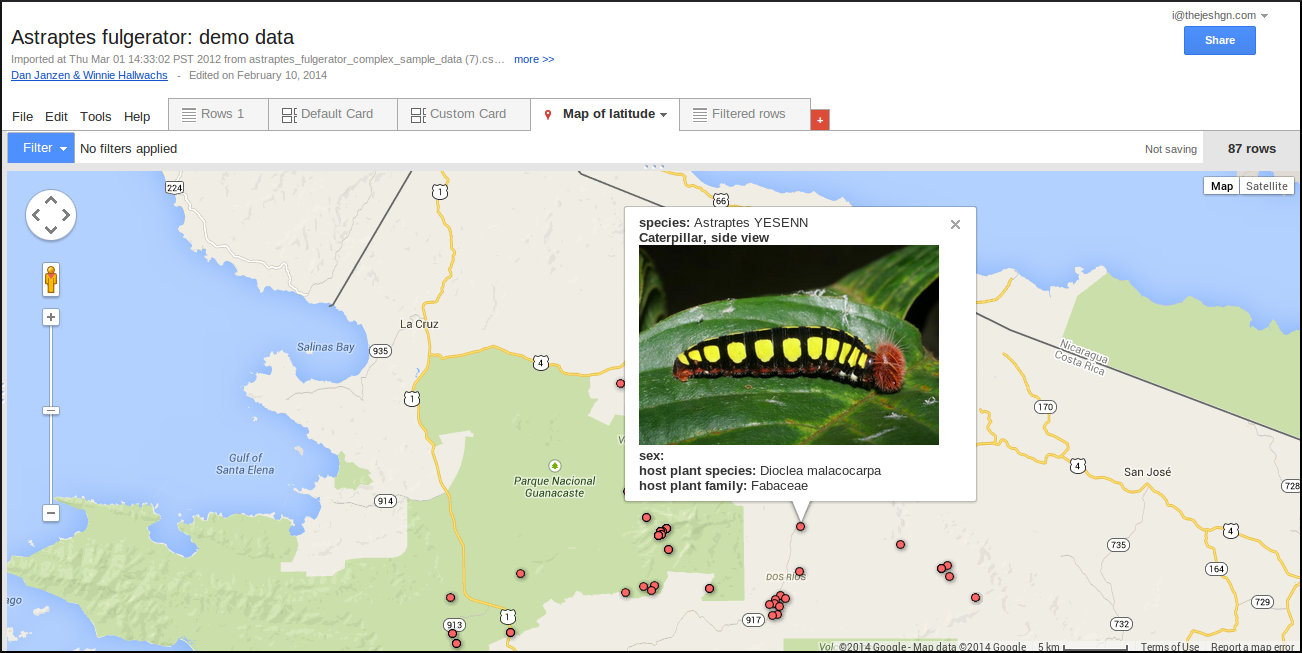 i@thejeshgn.com
Astraptes fulgerator: demo data
Share
Imported at Thu Mar 01 14:33:02 PST 2012 from astraptes_fulgerator_complex_sample_data (7).cs… more >>
Dan Janzen & Winnie Hallwachs - Edited on February 10, 2014
File Edit Tools Help Rows 1 Default Card Custom Card Map of latitude Filtered rows +
Filter No filters applied Not saving 87 rows
Map Satellite
224
1
66
species: Astraptes YESENN
Caterpillar, side view
La Cruz
Salinas Bay
935
4
Nicaragua
Costa Rica
1
170
sex:
host plant species: Dioclea malacocarpa
host plant family: Fabaceae
Gulf of
Santa Elena
Parque Nacional
Guanacaste
4
San José
728
914
4
735
164
DOS RIOS
ago
729
1
913
917
732
Vol
©2014 Google - Map data ©2014 Google 5 km Terms of Use Report a map error